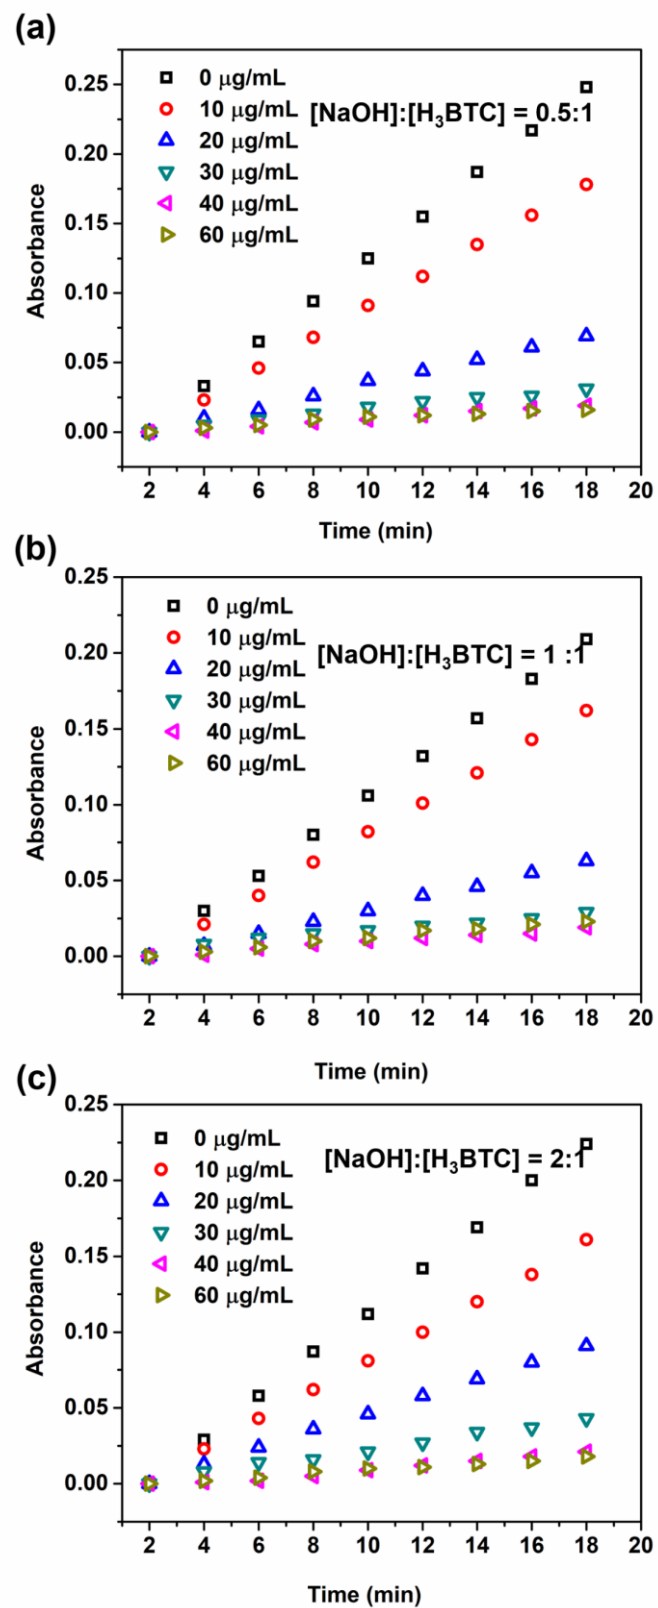 (a)
0.25
0.20
0.15
0.10
0.05
0.00
Absorbance
0 μg/mL
10 μg/mL
20 μg/mL
30 μg/mL
40 μg/mL
60 μg/mL
[NaOH]:[H₃BTC] = 0.5:1
2 4 6 8 10 12 14 16 18 20
Time (min)
(b)
0.25
0.20
0.15
0.10
0.05
0.00
Absorbance
0 μg/mL
10 μg/mL
20 μg/mL
30 μg/mL
40 μg/mL
60 μg/mL
[NaOH]:[H₃BTC] = 1 :1
2 4 6 8 10 12 14 16 18 20
Time (min)
(c)
0.25
0.20
0.15
0.10
0.05
0.00
Absorbance
0 μg/mL
10 μg/mL
20 μg/mL
30 μg/mL
40 μg/mL
60 μg/mL
[NaOH]:[H₃BTC] = 2:1
2 4 6 8 10 12 14 16 18 20
Time (min)